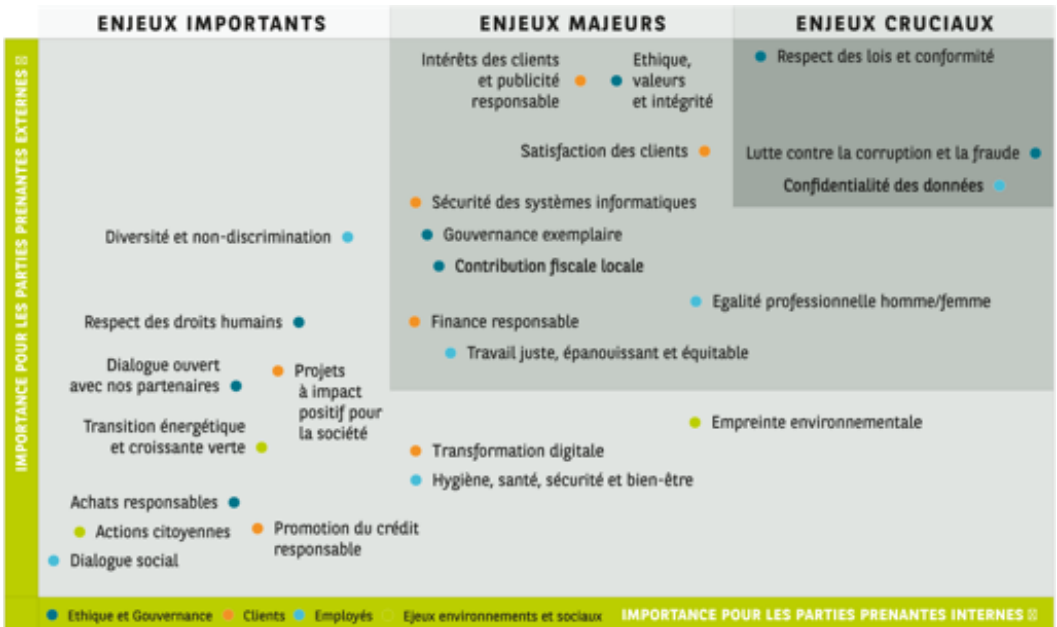 ENJEUX IMPORTANTS
ENJEUX MAJEURS
ENJEUX CRUCIAUX
IMPORTANCE POUR LES PARTIES PRENANTES EXTERNES
Intérêts des clients
et publicité
responsable
Ethique,
valeurs
et intégrité
Respect des lois et conformité
Satisfaction des clients
Lutte contre la corruption et la fraude
Confidentialité des données
Sécurité des systèmes informatiques
Diversité et non-discrimination
Gouvernance exemplaire
Contribution fiscale locale
Egalité professionnelle homme/femme
Respect des droits humains
Finance responsable
Travail juste, épanouissant et équitable
Dialogue ouvert
avec nos partenaires
Projets
à impact
positif pour
la société
Transition énergétique
et croissante verte
Empreinte environnementale
Transformation digitale
Hygiène, santé, sécurité et bien-être
Achats responsables
Actions citoyennes
Promotion du crédit
responsable
Dialogue social
Ethique et Gouvernance
Clients
Employés
Ejeux environnements et sociaux
IMPORTANCE POUR LES PARTIES PRENANTES INTERNES